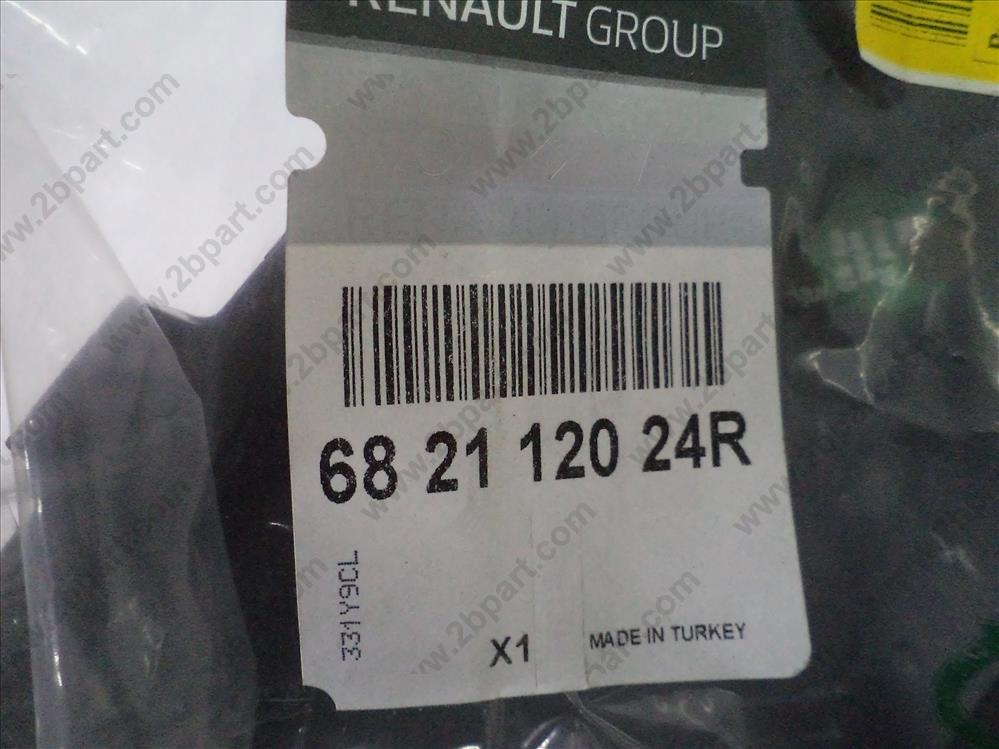 RENAULT GROUP
68 21 120 24R
331Y9CL
X1
MADE IN TURKEY
www.2bpart.com